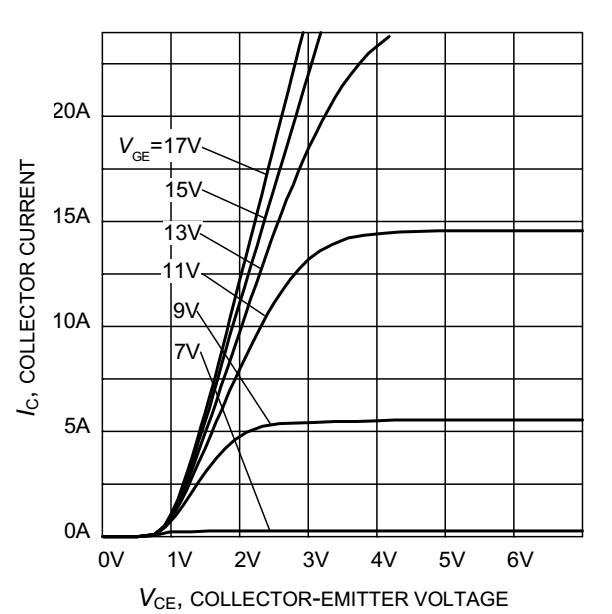 20A
V_GE=17V
15V
15A
13V
11V
10A
9V
7V
5A
0A
0V 1V 2V 3V 4V 5V 6V
I_C, COLLECTOR CURRENT
V_CE, COLLECTOR-EMITTER VOLTAGE